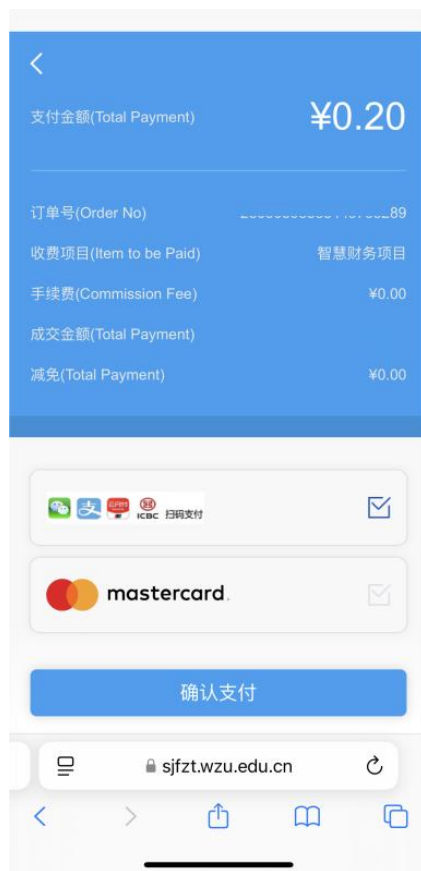 支付金额(Total Payment) ¥0.20
订单号(Order No) 89
收费项目(Item to be Paid) 智慧财务项目
手续费(Commission Fee) ¥0.00
成交金额(Total Payment)
减免(Total Payment) ¥0.00
支 ICBC 扫码支付
mastercard.
确认支付
sjfzt.wzu.edu.cn